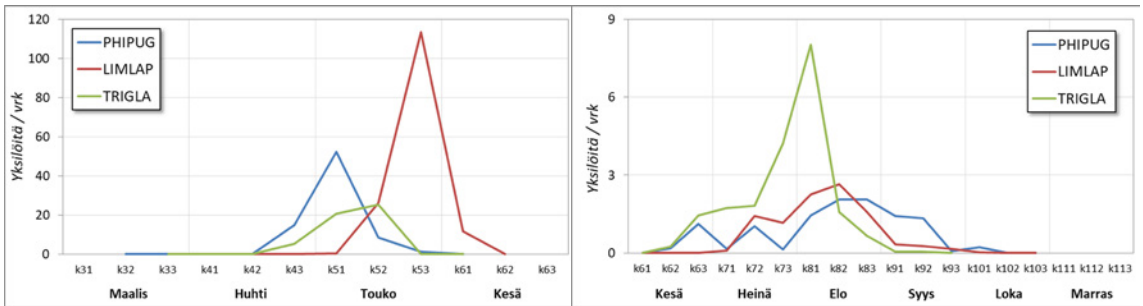 120
100
80
60
40
20
0
Yksilöitä / vrk
PHIPUG
LIMLAP
TRIGLA
k31 k32 k33 k41 k42 k43 k51 k52 k53 k61 k62 k63
Maalis Huhti Touko Kesä
9
6
3
0
Yksilöitä / vrk
PHIPUG
LIMLAP
TRIGLA
k61 k62 k63 k71 k72 k73 k81 k82 k83 k91 k92 k93 k101 k102 k103 k111 k112 k113
Kesä Heinä Elo Syys Loka Marras